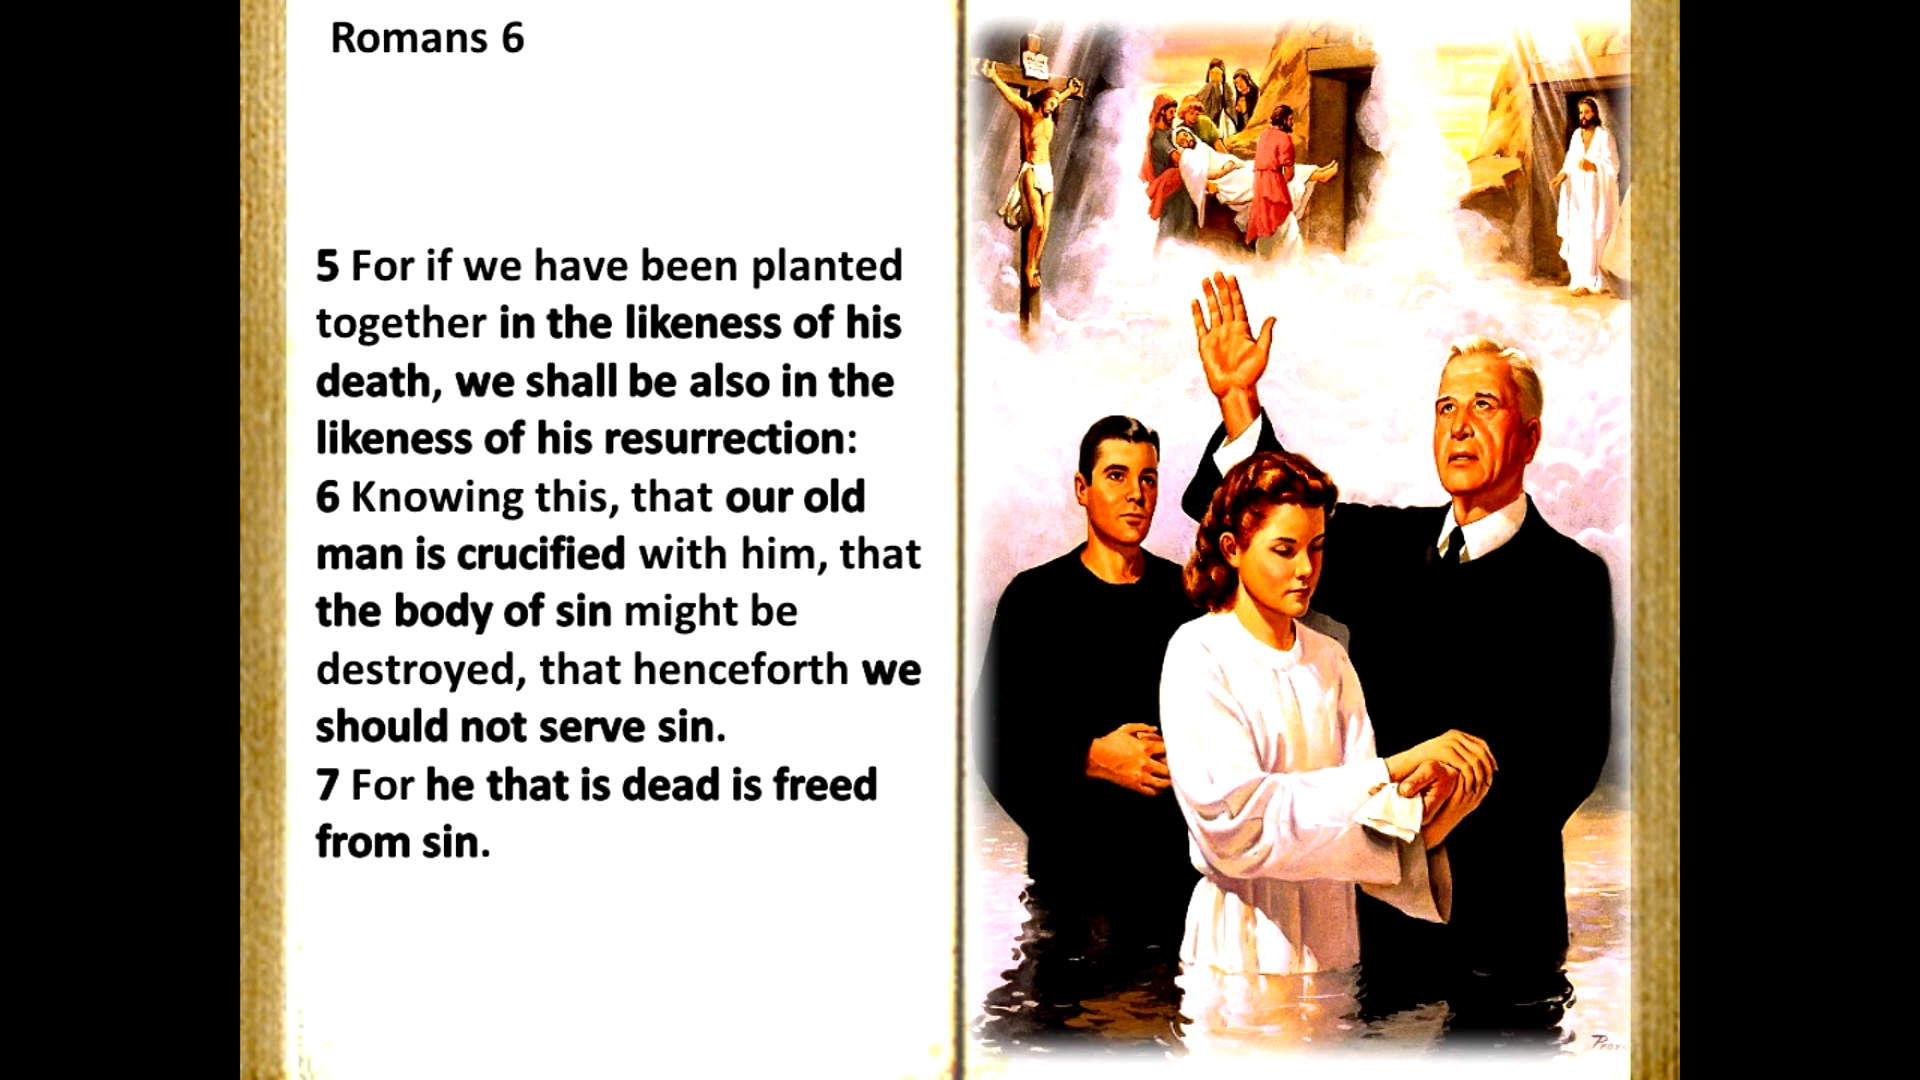 Romans 6
5 For if we have been planted
together in the likeness of his
death, we shall be also in the
likeness of his resurrection:
6 Knowing this, that our old
man is crucified with him, that
the body of sin might be
destroyed, that henceforth we
should not serve sin.
7 For he that is dead is freed
from sin.